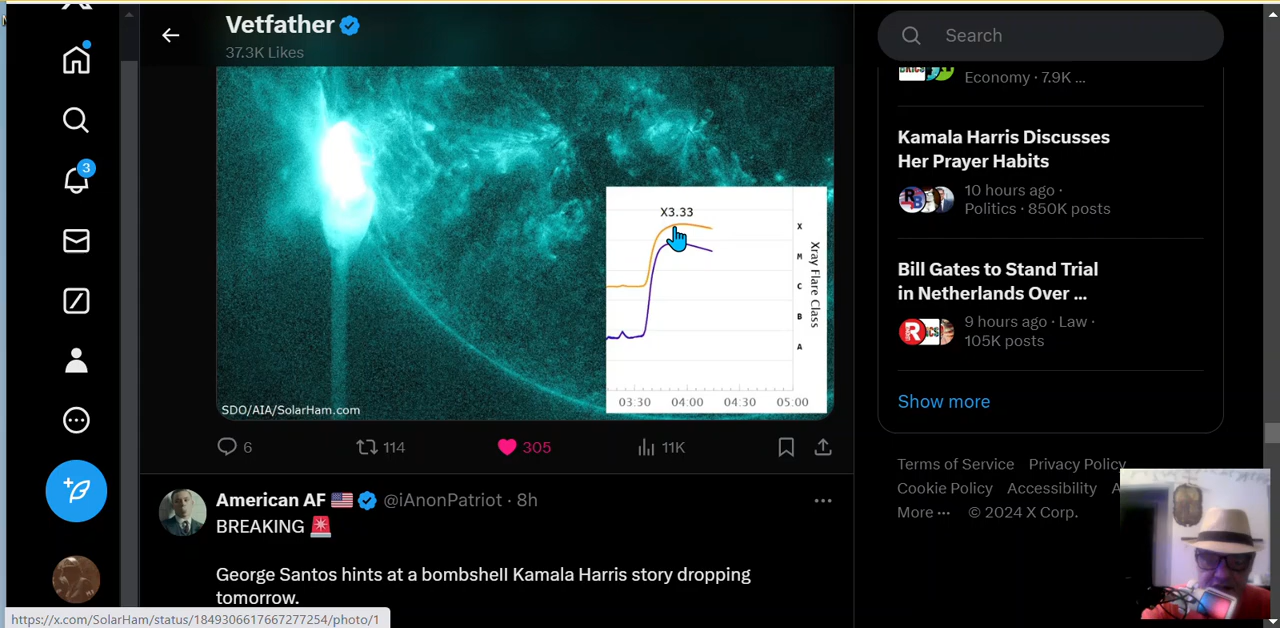 Vetfather
37.3K Likes
X3.33
X
M
C
B
A
Xray Flare Class
03:30 04:00 04:30 05:00
SDO/AIA/SolarHam.com
6 114 305 11K
American AF @iAnonPatriot · 8h
BREAKING
George Santos hints at a bombshell Kamala Harris story dropping
tomorrow.
https://x.com/SolarHam/status/1849306617667277254/photo/1
3
Search
Economy · 7.9K ...
Kamala Harris Discusses
Her Prayer Habits
10 hours ago ·
Politics · 850K posts
Bill Gates to Stand Trial
in Netherlands Over ...
9 hours ago · Law ·
105K posts
Show more
Terms of Service Privacy Policy
Cookie Policy Accessibility A
More ··· © 2024 X Corp.